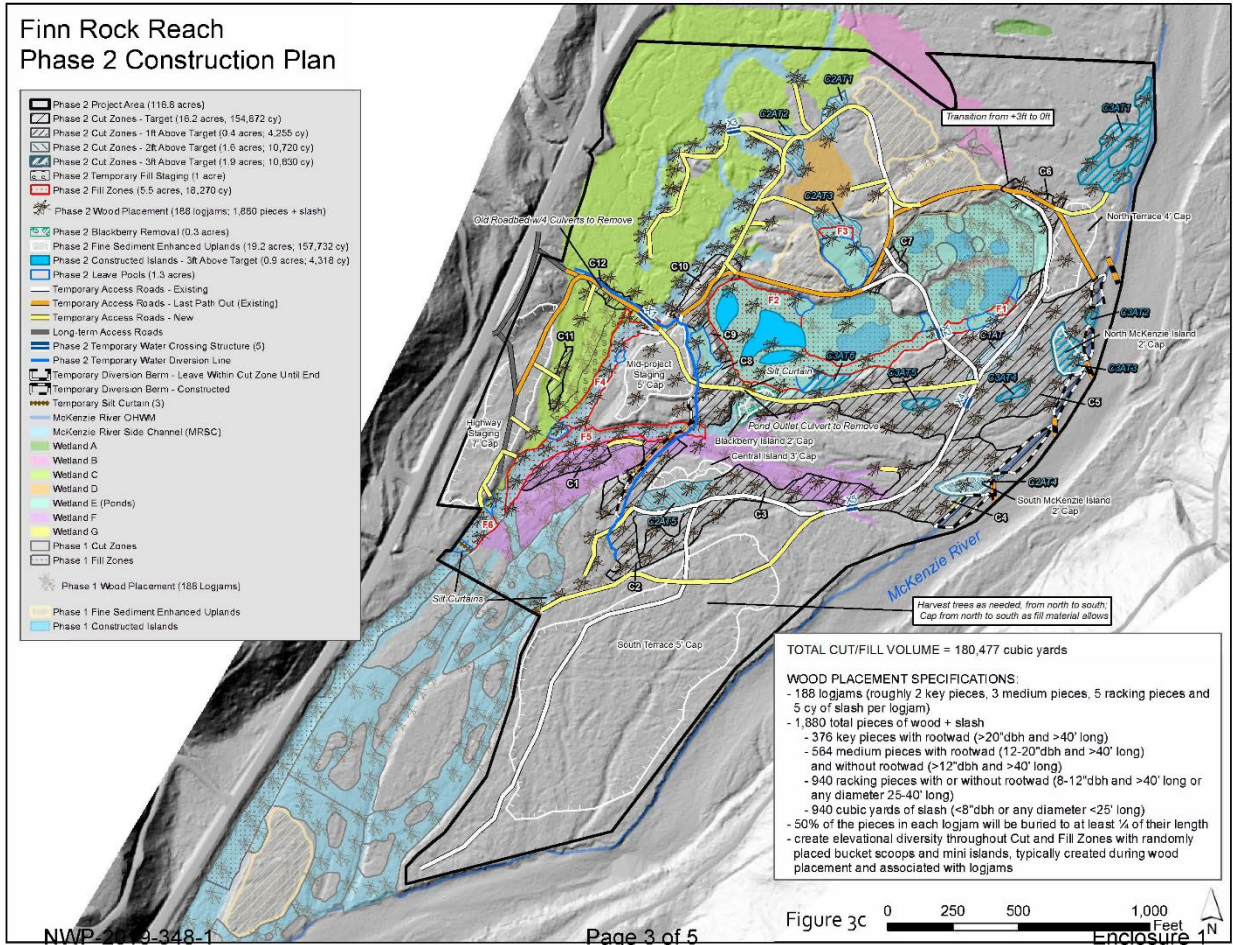 Finn Rock Reach
Phase 2 Construction Plan
Phase 2 Project Area (116.8 acres)
Phase 2 Cut Zones - Target (16.2 acres, 154,672 cy)
Phase 2 Cut Zones - 1ft Above Target (0.4 acres; 4,255 cy)
Phase 2 Cut Zones - 2ft Above Target (1.6 acres; 10,720 cy)
Phase 2 Cut Zones - 3ft Above Target (1.9 acres; 10,830 cy)
Phase 2 Temporary Fill Staging (1 acre)
Phase 2 Fill Zones (5.5 acres, 18,270 cy)
Phase 2 Wood Placement (188 logjams; 1,880 pieces + slash)
Phase 2 Blackberry Removal (0.3 acres)
Phase 2 Fine Sediment Enhanced Uplands (19.2 acres; 157,732 cy)
Phase 2 Constructed Islands - 3ft Above Target (0.9 acres; 4,318 cy)
Phase 2 Leave Pools (1.3 acres)
Temporary Access Roads - Existing
Temporary Access Roads - Last Path Out (Existing)
Temporary Access Roads - New
Long-term Access Roads
Phase 2 Temporary Water Crossing Structure (5)
Phase 2 Temporary Water Diversion Line
Temporary Diversion Berm - Leave Within Cut Zone Until End
Temporary Diversion Berm - Constructed
Temporary Silt Curtain (3)
McKenzie River OHWM
McKenzie River Side Channel (MRSC)
Wetland A
Wetland B
Wetland C
Wetland D
Wetland E (Ponds)
Wetland F
Wetland G
Phase 1 Cut Zones
Phase 1 Fill Zones
Phase 1 Wood Placement (188 Logjams)
Phase 1 Fine Sediment Enhanced Uplands
Phase 1 Constructed Islands
C2AT1
C3AT1
C2AT2
X3
Transition from +3ft to 0ft
C6
C2AT3
North Terrace 4' Cap
Old Roadbed w/4 Culverts to Remove
F3
C7
C12
C10
F2
F1
C3AT2
C9
C1AT
North McKenzie Island
2' Cap
C11
C8
C3AT6
Mid-project
Staging
5' Cap
Silt Curtain
C3AT3
F4
C3AT5
C3AT4
X4
C5
Pond Outlet Culvert to Remove
Highway
Staging
7' Cap
F5
Blackberry Island 2' Cap
Central Island 3' Cap
C1
C2AT4
X5
C3
South McKenzie Island
2' Cap
C4
C2AT5
F6
C2
McKenzie River
Silt Curtains
Harvest trees as needed, from north to south;
Cap from north to south as fill material allows
South Terrace 5' Cap
TOTAL CUT/FILL VOLUME = 180,477 cubic yards
WOOD PLACEMENT SPECIFICATIONS:
- 188 logjams (roughly 2 key pieces, 3 medium pieces, 5 racking pieces and
5 cy of slash per logjam)
- 1,880 total pieces of wood + slash
- 376 key pieces with rootwad (>20"dbh and >40' long)
- 564 medium pieces with rootwad (12-20"dbh and >40' long)
and without rootwad (>12"dbh and >40' long)
- 940 racking pieces with or without rootwad (8-12"dbh and >40' long or
any diameter 25-40' long)
- 940 cubic yards of slash (<8"dbh or any diameter <25' long)
- 50% of the pieces in each logjam will be buried to at least ¼ of their length
- create elevational diversity throughout Cut and Fill Zones with randomly
placed bucket scoops and mini islands, typically created during wood
placement and associated with logjams
Figure 3c
0 250 500 1,000
Feet
N
NWP-2019-348-1
Page 3 of 5
Enclosure 1